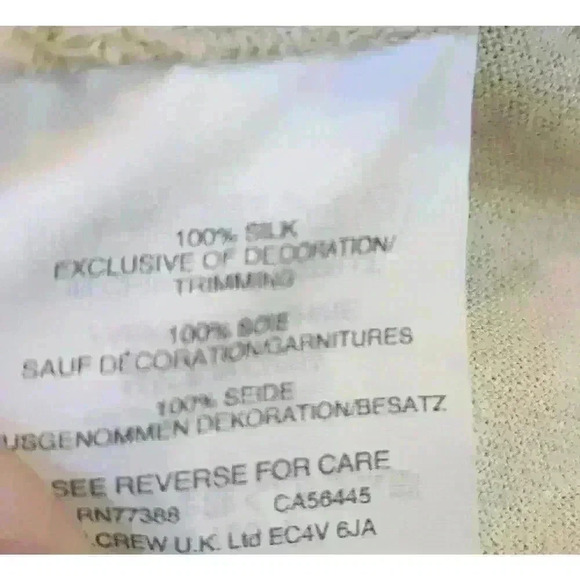 100% SILK
EXCLUSIVE OF DECORATION/
TRIMMING
100% SOIE
SAUF DÉCORATION/GARNITURES
100% SEIDE
USGENOMMEN DEKORATION/BESATZ
SEE REVERSE FOR CARE
RN77388 CA56445
.CREW U.K. Ltd EC4V 6JA